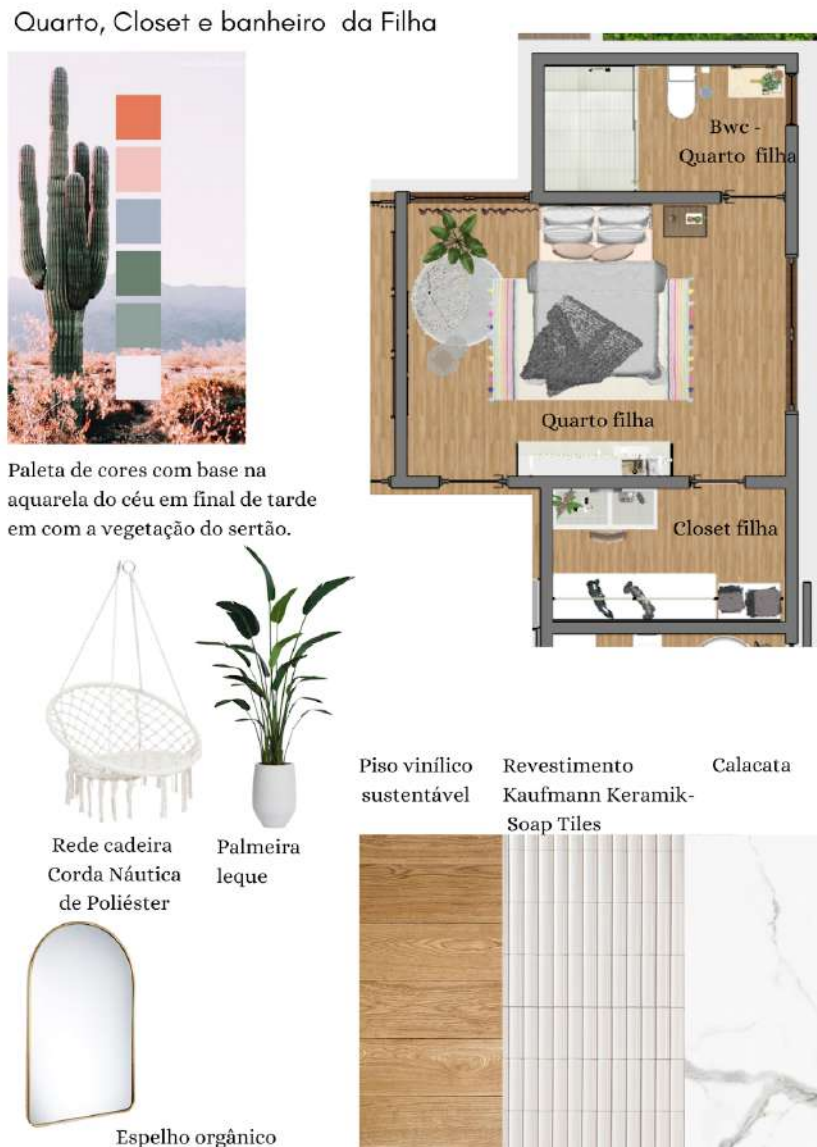 Quarto, Closet e banheiro da Filha
Bwc -
Quarto filha
Quarto filha
Closet filha
Paleta de cores com base na
aquarela do céu em final de tarde
em com a vegetação do sertão.
Rede cadeira
Corda Náutica
de Poliéster
Palmeira
leque
Piso vinílico
sustentável
Revestimento
Kaufmann Keramik-
Soap Tiles
Calacata
Espelho orgânico